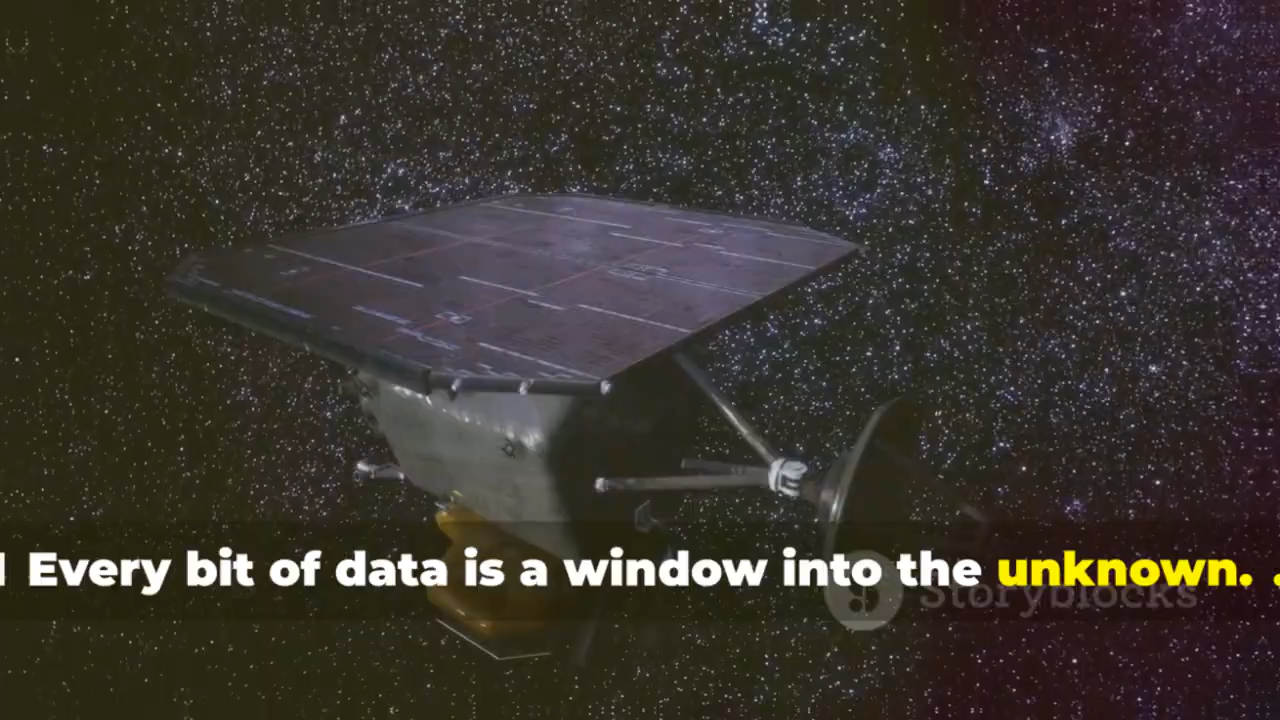 Every bit of data is a window into the unknown.
Storyblocks